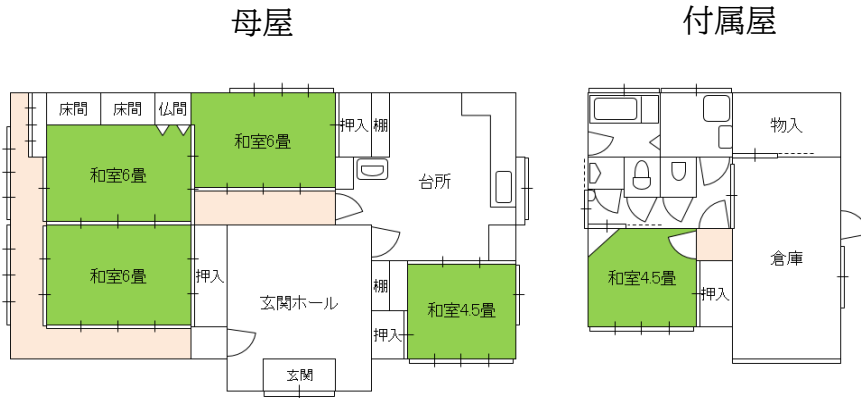 母屋
付属屋
床間
床間
仏間
和室6畳
和室6畳
押入
棚
台所
和室6畳
押入
玄関ホール
棚
押入
和室4.5畳
玄関
物入
倉庫
和室4.5畳
押入